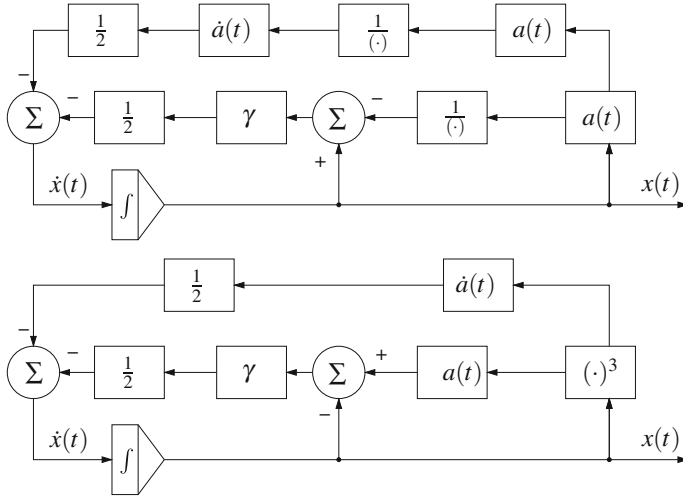 1/2 ȧ(t) 1/(·) a(t)
−
Σ − 1/2 γ Σ − 1/(·) a(t)
+
ẋ(t) ∫ x(t)
1/2 ȧ(t)
−
Σ − 1/2 γ Σ + a(t) (·)³
−
ẋ(t) ∫ x(t)